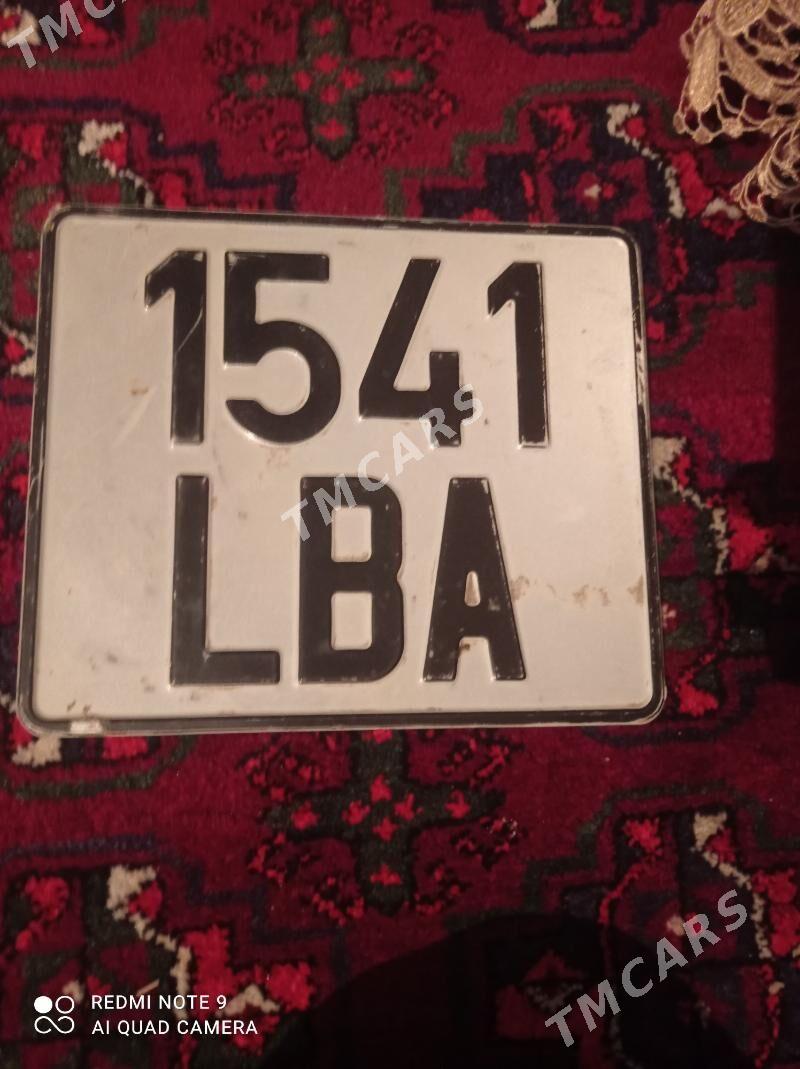 TMCARS
1541
TMCARS
LBA
TMCARS
REDMI NOTE 9
AI QUAD CAMERA